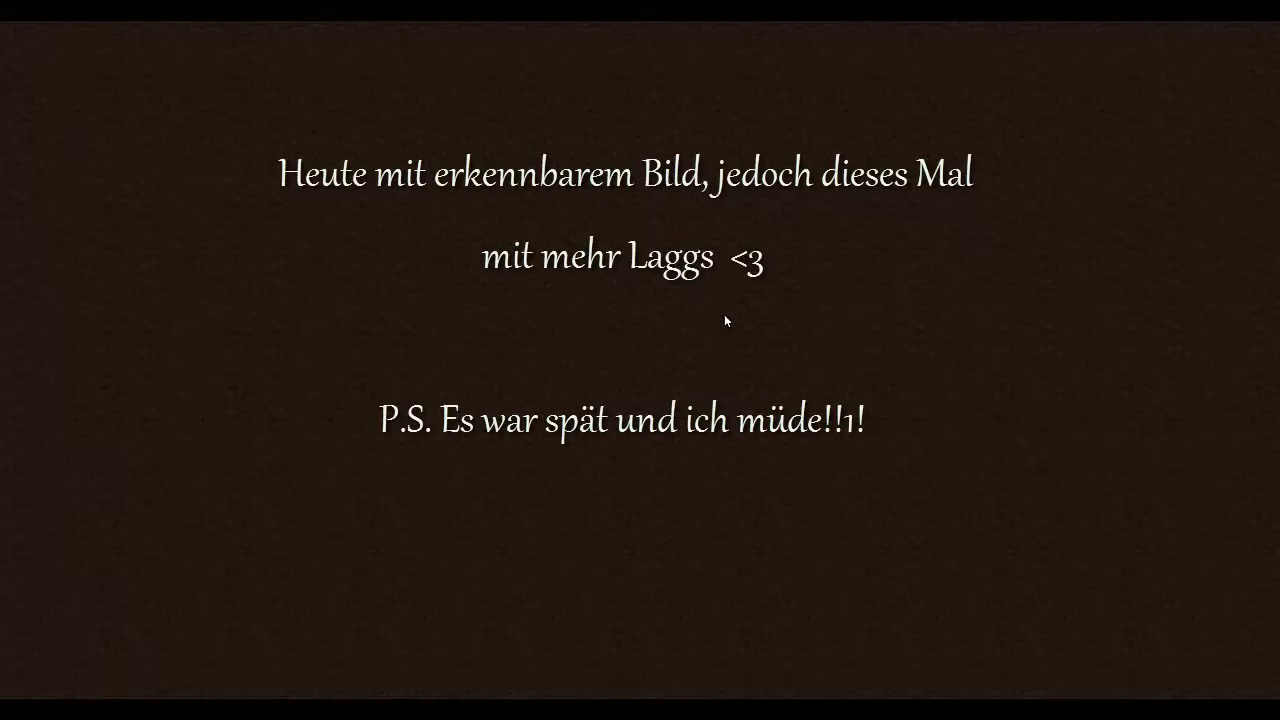 Heute mit erkennbarem Bild, jedoch dieses Mal
mit mehr Laggs <3
P.S. Es war spät und ich müde!!1!